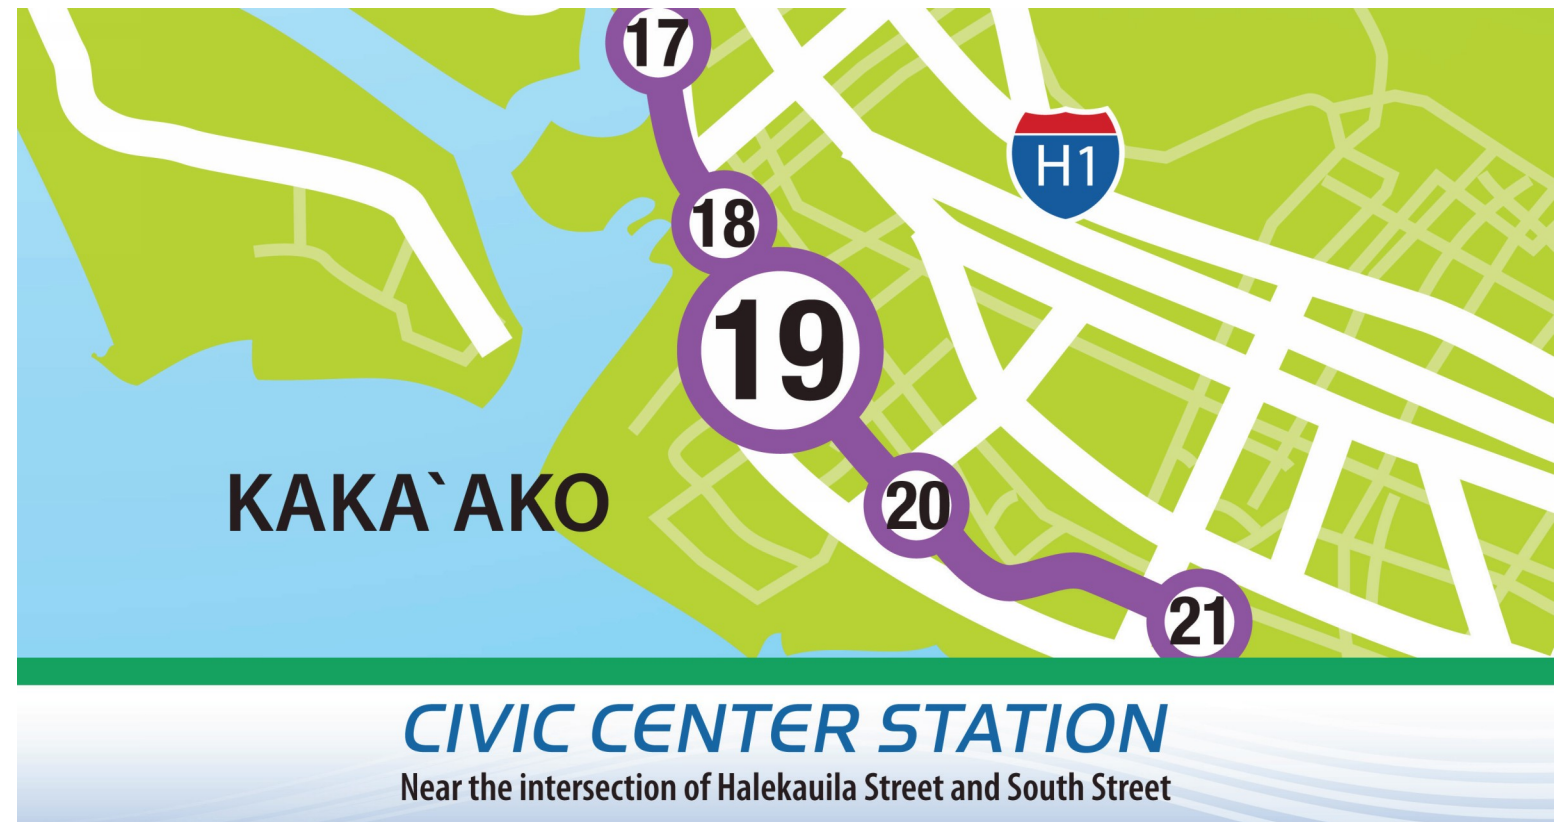 17
H1
18
19
KAKA`AKO
20
21
CIVIC CENTER STATION
Near the intersection of Halekauila Street and South Street